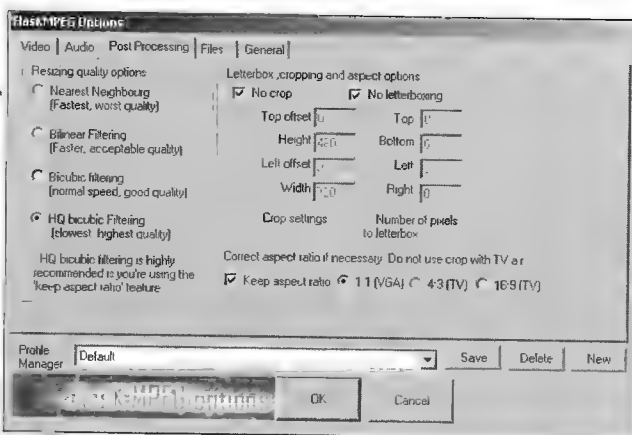 FlaskMPEG Options
Video Audio Post Processing Files General
Resizing quality options
Nearest Neighbourg
(Fastest, worst quality)
Bilinear Filtering
(Faster, acceptable quality)
Bicubic filtering
(normal speed, good quality)
HQ bicubic Filtering
(slowest highest quality)
HQ bicubic filtering is highly
recommended is you're using the
'keep aspect ratio' feature
Letterbox ,cropping and aspect options
No crop No letterboxing
Top offset 0 Top
Height 480 Bottom
Left offset Left
Width Right 0
Crop settings Number of pixels
to letterbox
Correct aspect ratio if necessary Do not use crop with TV a r
Keep aspect ratio 1 1 (VGA) 4:3 (TV) 16:9 (TV)
Profile
Manager Default Save Delete New
OK Cancel